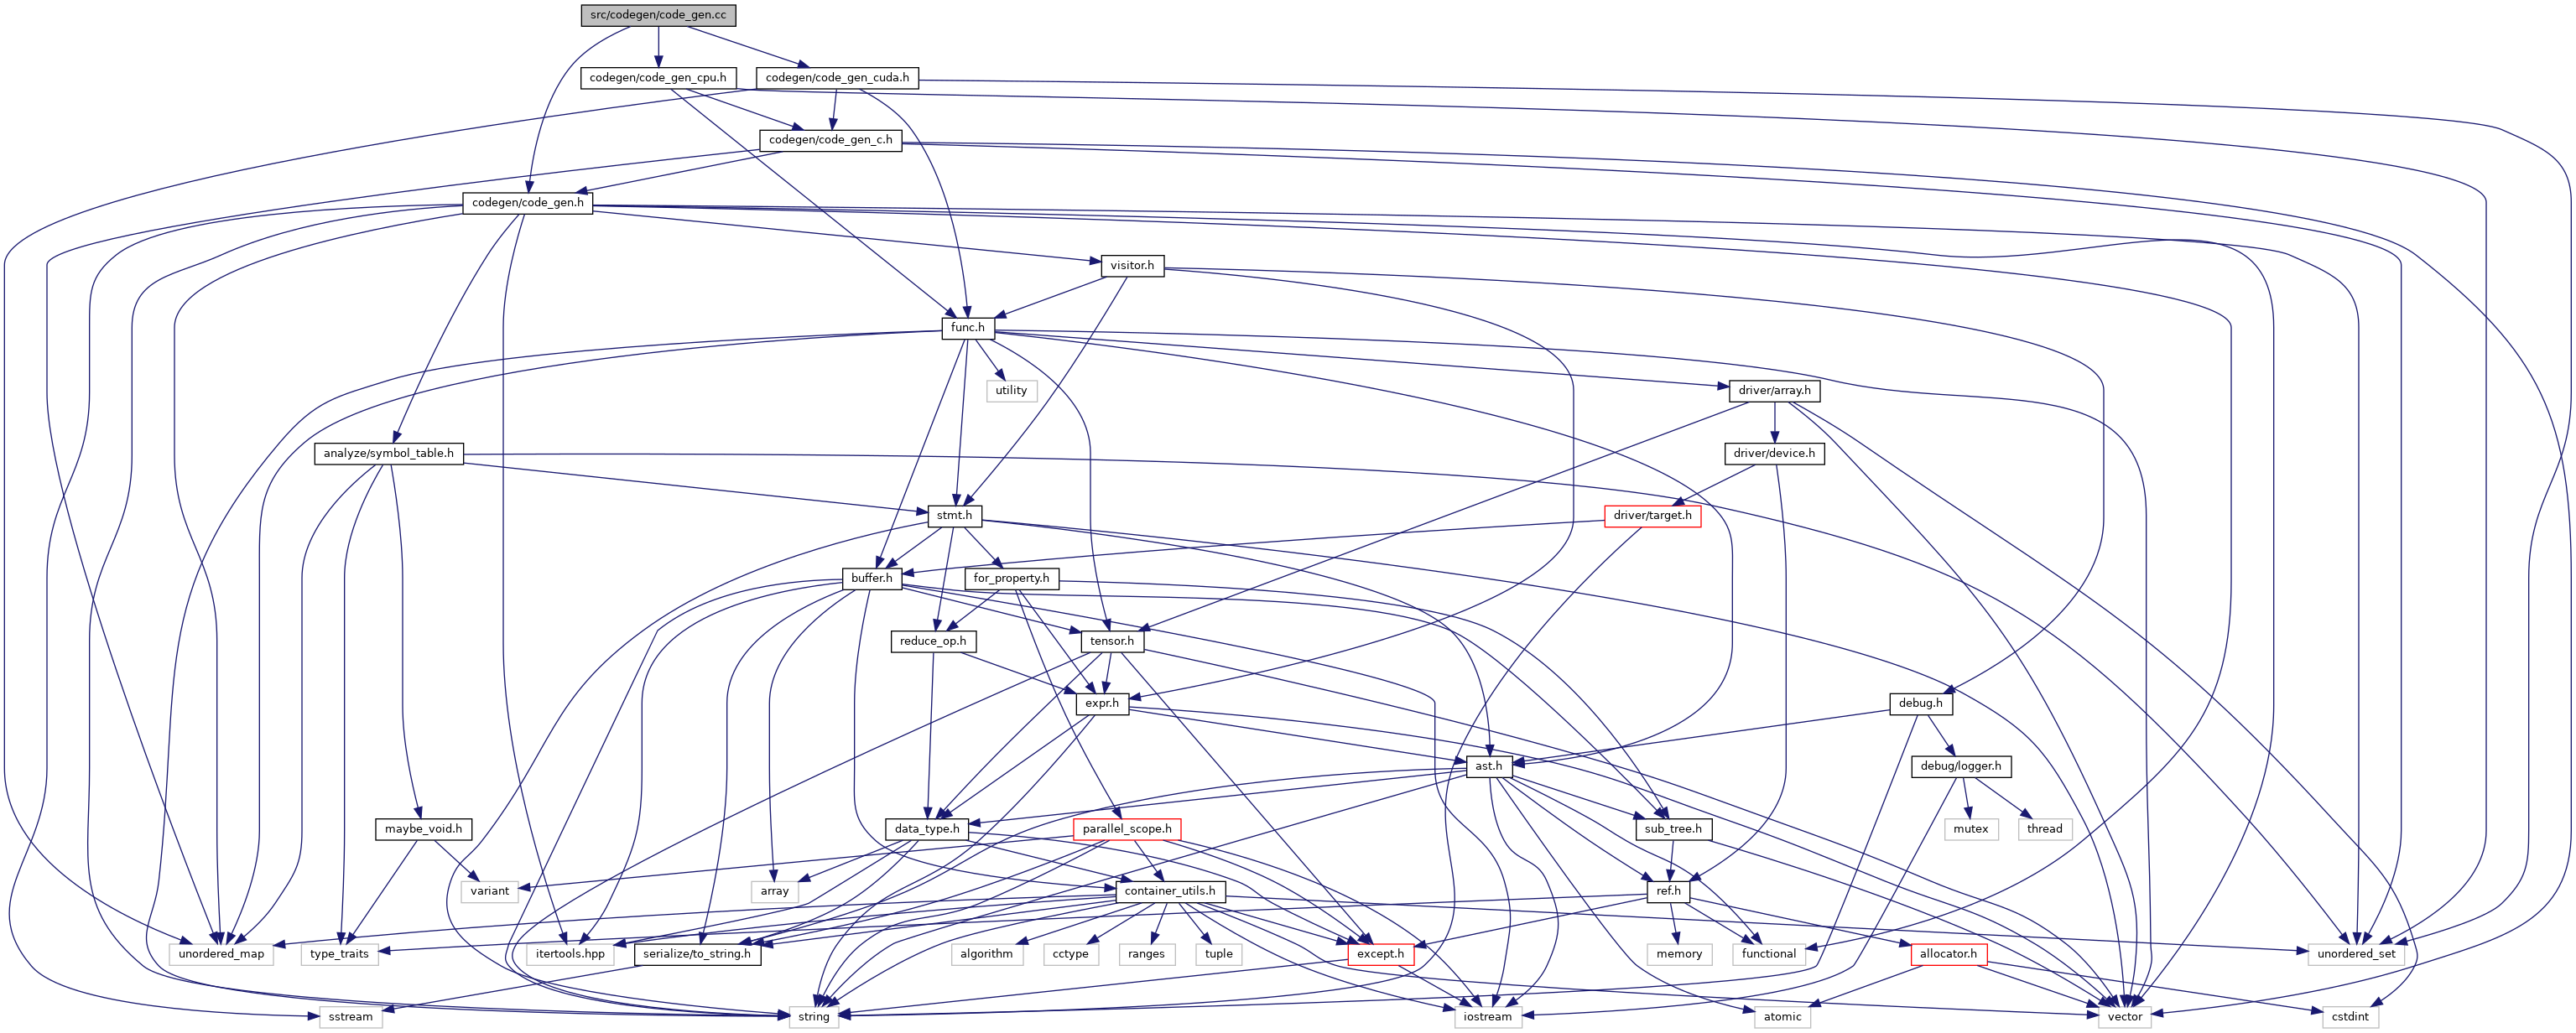 src/codegen/code_gen.cc
codegen/code_gen_cpu.h
codegen/code_gen_cuda.h
codegen/code_gen_c.h
codegen/code_gen.h
visitor.h
func.h
utility
driver/array.h
analyze/symbol_table.h
driver/device.h
stmt.h
driver/target.h
buffer.h
for_property.h
reduce_op.h
tensor.h
expr.h
debug.h
ast.h
debug/logger.h
maybe_void.h
data_type.h
parallel_scope.h
sub_tree.h
mutex
thread
variant
array
container_utils.h
ref.h
unordered_map
type_traits
itertools.hpp
serialize/to_string.h
algorithm
cctype
ranges
tuple
except.h
memory
functional
allocator.h
unordered_set
sstream
string
iostream
atomic
vector
cstdint